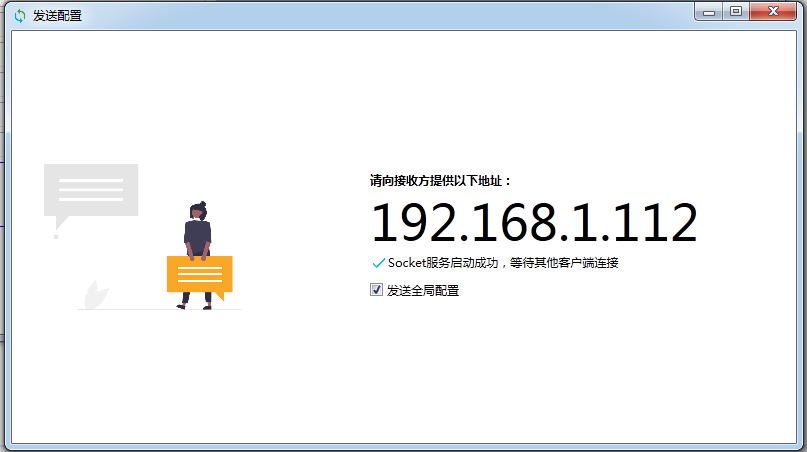 发送配置
请向接收方提供以下地址：
192.168.1.112
Socket服务启动成功，等待其他客户端连接
发送全局配置